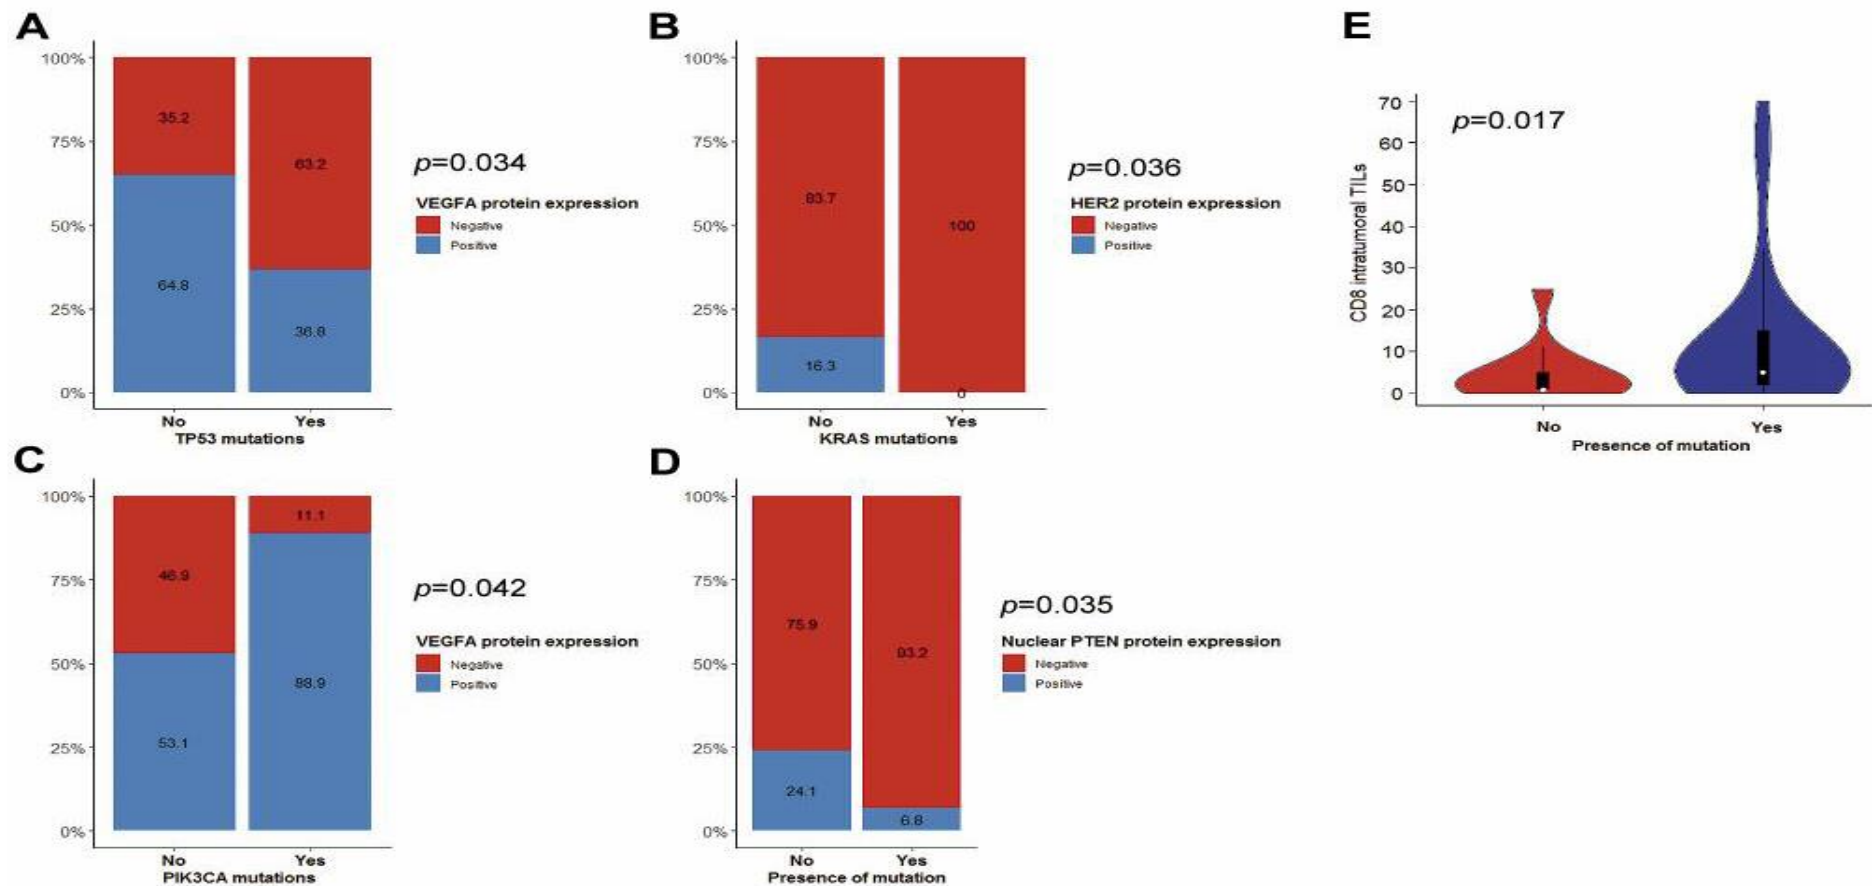 A
100%
75%
50%
25%
0%
35.2
64.8
63.2
36.8
No
Yes
TP53 mutations
p=0.034
VEGFA protein expression
Negative
Positive
B
100%
75%
50%
25%
0%
83.7
16.3
100
0
No
Yes
KRAS mutations
p=0.036
HER2 protein expression
Negative
Positive
E
70
60
50
40
30
20
10
0
CD8 intratumoral TILs
p=0.017
No
Yes
Presence of mutation
C
100%
75%
50%
25%
0%
46.9
53.1
11.1
88.9
No
Yes
PIK3CA mutations
p=0.042
VEGFA protein expression
Negative
Positive
D
100%
75%
50%
25%
0%
75.9
24.1
93.2
6.8
No
Yes
Presence of mutation
p=0.035
Nuclear PTEN protein expression
Negative
Positive